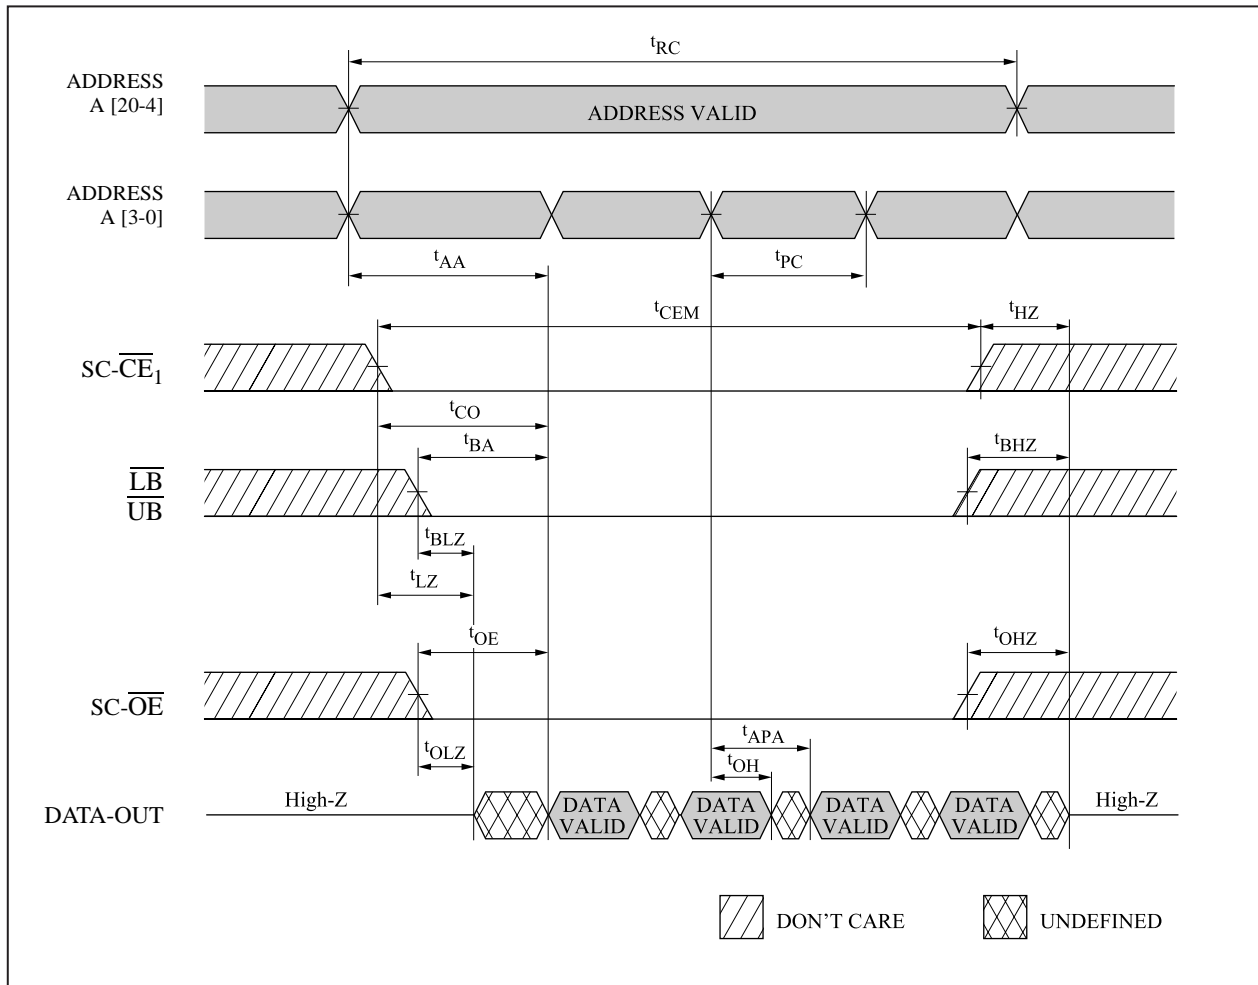 tRC
ADDRESS
A [20-4]
ADDRESS VALID
ADDRESS
A [3-0]
tAA
tPC
tCEM
tHZ
SC-CE1
tCO
tBA
tBHZ
LB
UB
tBLZ
tLZ
tOE
tOHZ
SC-OE
tAPA
tOLZ
tOH
DATA-OUT
High-Z
DATA
VALID
DATA
VALID
DATA
VALID
DATA
VALID
High-Z
DON'T CARE
UNDEFINED